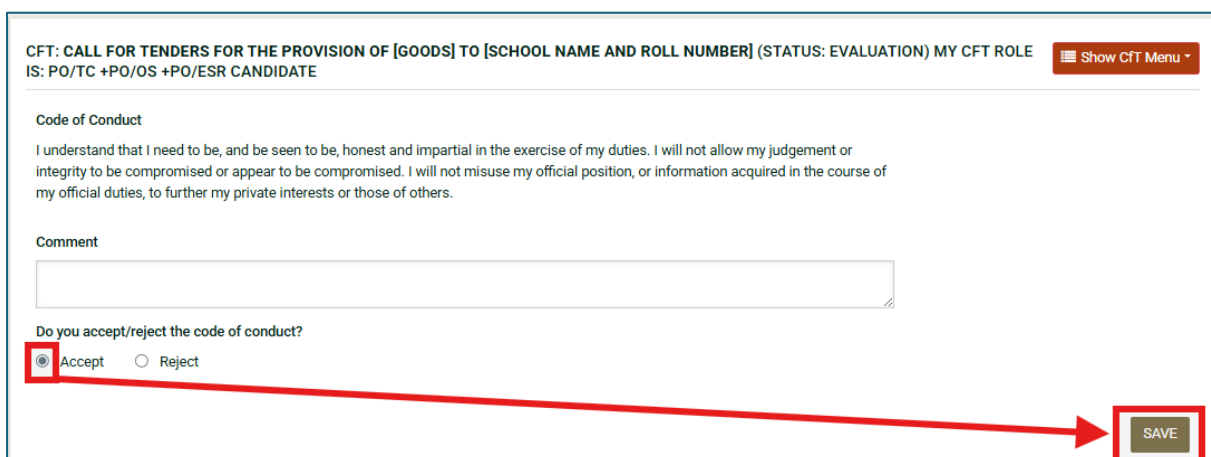 CFT: CALL FOR TENDERS FOR THE PROVISION OF [GOODS] TO [SCHOOL NAME AND ROLL NUMBER] (STATUS: EVALUATION) MY CFT ROLE
IS: PO/TC +PO/OS +PO/ESR CANDIDATE
Show CfT Menu
Code of Conduct
I understand that I need to be, and be seen to be, honest and impartial in the exercise of my duties. I will not allow my judgement or
integrity to be compromised or appear to be compromised. I will not misuse my official position, or information acquired in the course of
my official duties, to further my private interests or those of others.
Comment
Do you accept/reject the code of conduct?
Accept Reject
SAVE